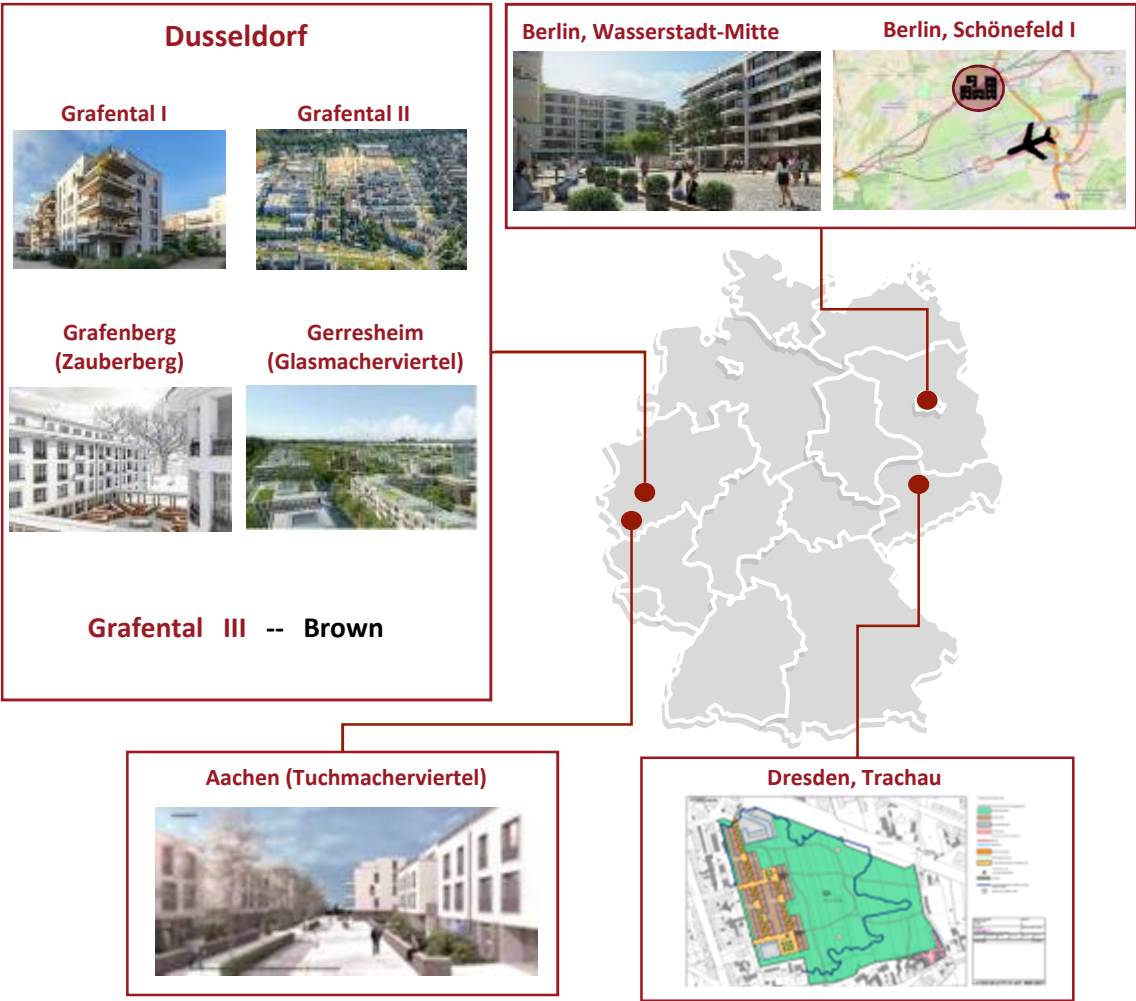 Dusseldorf
Grafental I
Grafental II
Grafenberg
(Zauberberg)
Gerresheim
(Glasmacherviertel)
Grafental III -- Brown
Berlin, Wasserstadt-Mitte
Berlin, Schönefeld I
Aachen (Tuchmacherviertel)
Dresden, Trachau